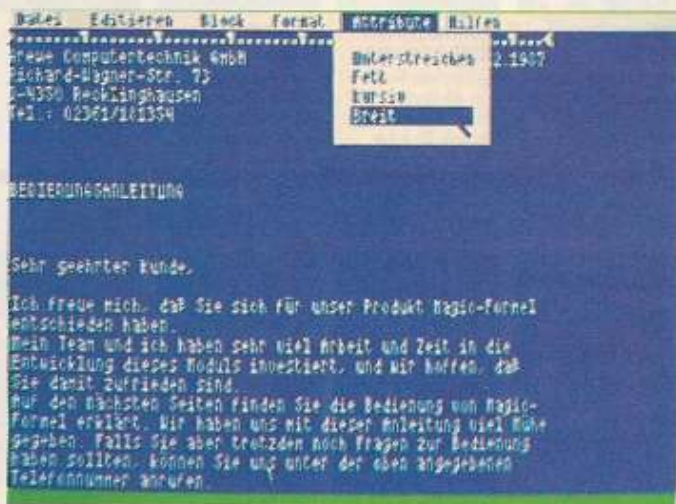 Datei Editieren Block Format Attribute Hilfen
Grewe Computertechnik GmbH
Richard-Wagner-Str. 73
D-4350 Recklinghausen
Tel.: 02361/181354
2.1987
Unterstreichen
Fett
Kursiv
Breit
BEDIENUNGSANLEITUNG
Sehr geehrter Kunde,
Ich freue mich, daß Sie sich für unser Produkt Magic-Formel
entschieden haben.
Mein Team und ich haben sehr viel Arbeit und Zeit in die
Entwicklung dieses Moduls investiert, und wir hoffen, daß
Sie damit zufrieden sind.
Auf den nächsten Seiten finden Sie die Bedienung von Magic-
Formel erklärt. Wir haben uns mit dieser Anleitung viel Mühe
gegeben. Falls Sie aber trotzdem noch Fragen zur Bedienung
haben sollten, können Sie uns unter der oben angegebenen
Telefonnummer anrufen.